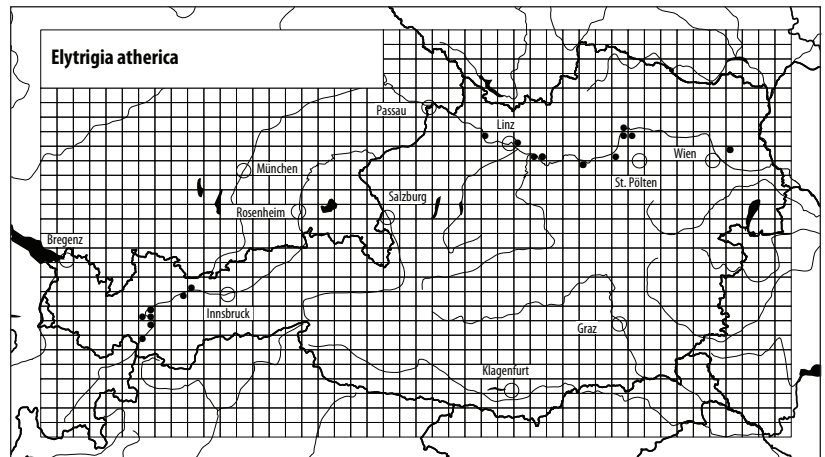 Elytrigia atherica
Passau
Linz
München
St. Pölten
Wien
Rosenheim
Salzburg
Bregenz
Innsbruck
Graz
Klagenfurt